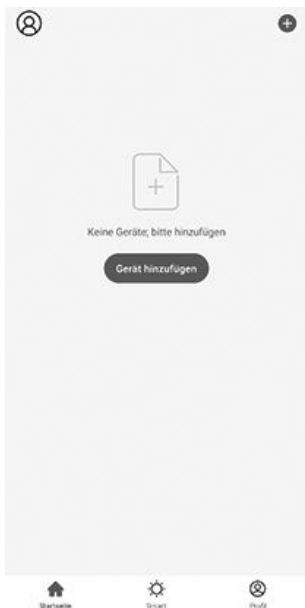 Keine Geräte, bitte hinzufügen
Gerät hinzufügen
Startseite
Smart
Profil